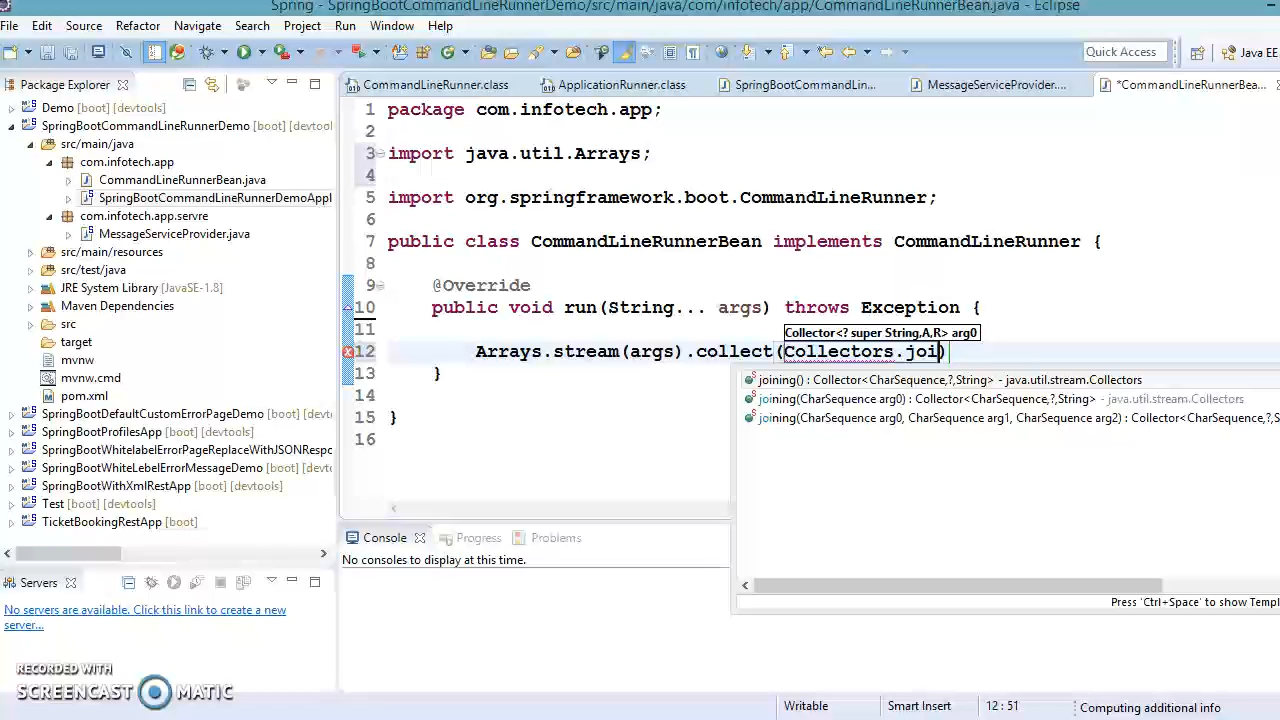 Spring - SpringBootCommandLineRunnerDemo/src/main/java/com/infotech/app/CommandLineRunnerBean.java - Eclipse
File Edit Source Refactor Navigate Search Project Run Window Help
Quick Access
Java EE
Package Explorer
Demo [boot] [devtools]
SpringBootCommandLineRunnerDemo [boot] [devtool
src/main/java
com.infotech.app
CommandLineRunnerBean.java
SpringBootCommandLineRunnerDemoAppl
com.infotech.app.servre
MessageServiceProvider.java
src/main/resources
src/test/java
JRE System Library [JavaSE-1.8]
Maven Dependencies
src
target
mvnw
mvnw.cmd
pom.xml
SpringBootDefaultCustomErrorPageDemo [boot] [devt
SpringBootProfilesApp [boot] [devtools]
SpringBootWhitelabelErrorPageReplaceWithJSONRespo
SpringBootWhiteLebelErrorMessageDemo [boot] [devt
SpringBootWithXmlRestApp [boot] [devtools]
Test [boot] [devtools]
TicketBookingRestApp [boot]
Servers
No servers are available. Click this link to create a new
server...
RECORDED WITH
SCREENCAST MATIC
CommandLineRunner.class ApplicationRunner.class SpringBootCommandLin... MessageServiceProvider.... *CommandLineRunnerBea...
1 package com.infotech.app;
2
3 import java.util.Arrays;
4
5 import org.springframework.boot.CommandLineRunner;
6
7 public class CommandLineRunnerBean implements CommandLineRunner {
8
9 @Override
10 public void run(String... args) throws Exception {
11
Collector<? super String,A,R> arg0
12 Arrays.stream(args).collect(Collectors.joi)
13 }
14
15 }
16
joining() : Collector<CharSequence,?,String> - java.util.stream.Collectors
joining(CharSequence arg0) : Collector<CharSequence,?,String> - java.util.stream.Collectors
joining(CharSequence arg0, CharSequence arg1, CharSequence arg2) : Collector<CharSequence,?,S
Press 'Ctrl+Space' to show Templ
Console Progress Problems
No consoles to display at this time.
Writable Smart Insert 12 : 51 Computing additional info